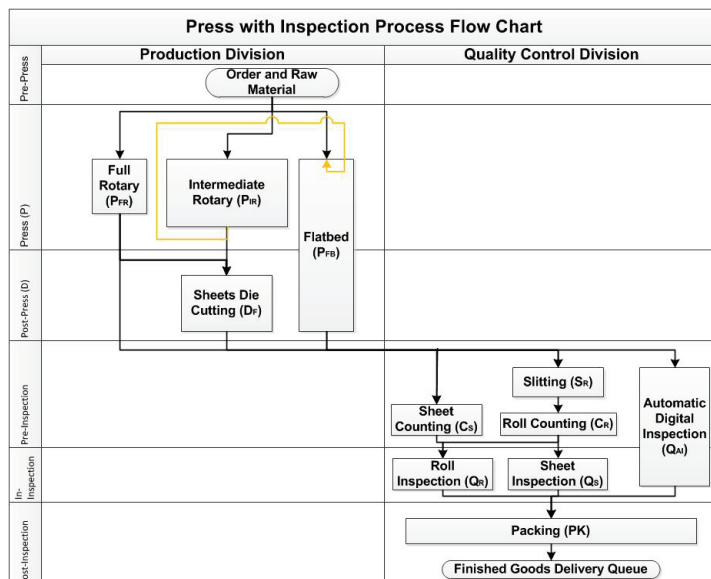 Press with Inspection Process Flow Chart
Production Division
Quality Control Division
Pre-Press
Order and Raw
Material
Press (P)
Full
Rotary
(PFR)
Intermediate
Rotary (PIR)
Flatbed
(PFB)
Post-Press (D)
Sheets Die
Cutting (DF)
Pre-Inspection
Slitting (SR)
Sheet
Counting (CS)
Roll Counting (CR)
Automatic
Digital
Inspection
(QAI)
In-
Inspection
Roll
Inspection (QR)
Sheet
Inspection (QS)
Post-Inspection
Packing (PK)
Finished Goods Delivery Queue